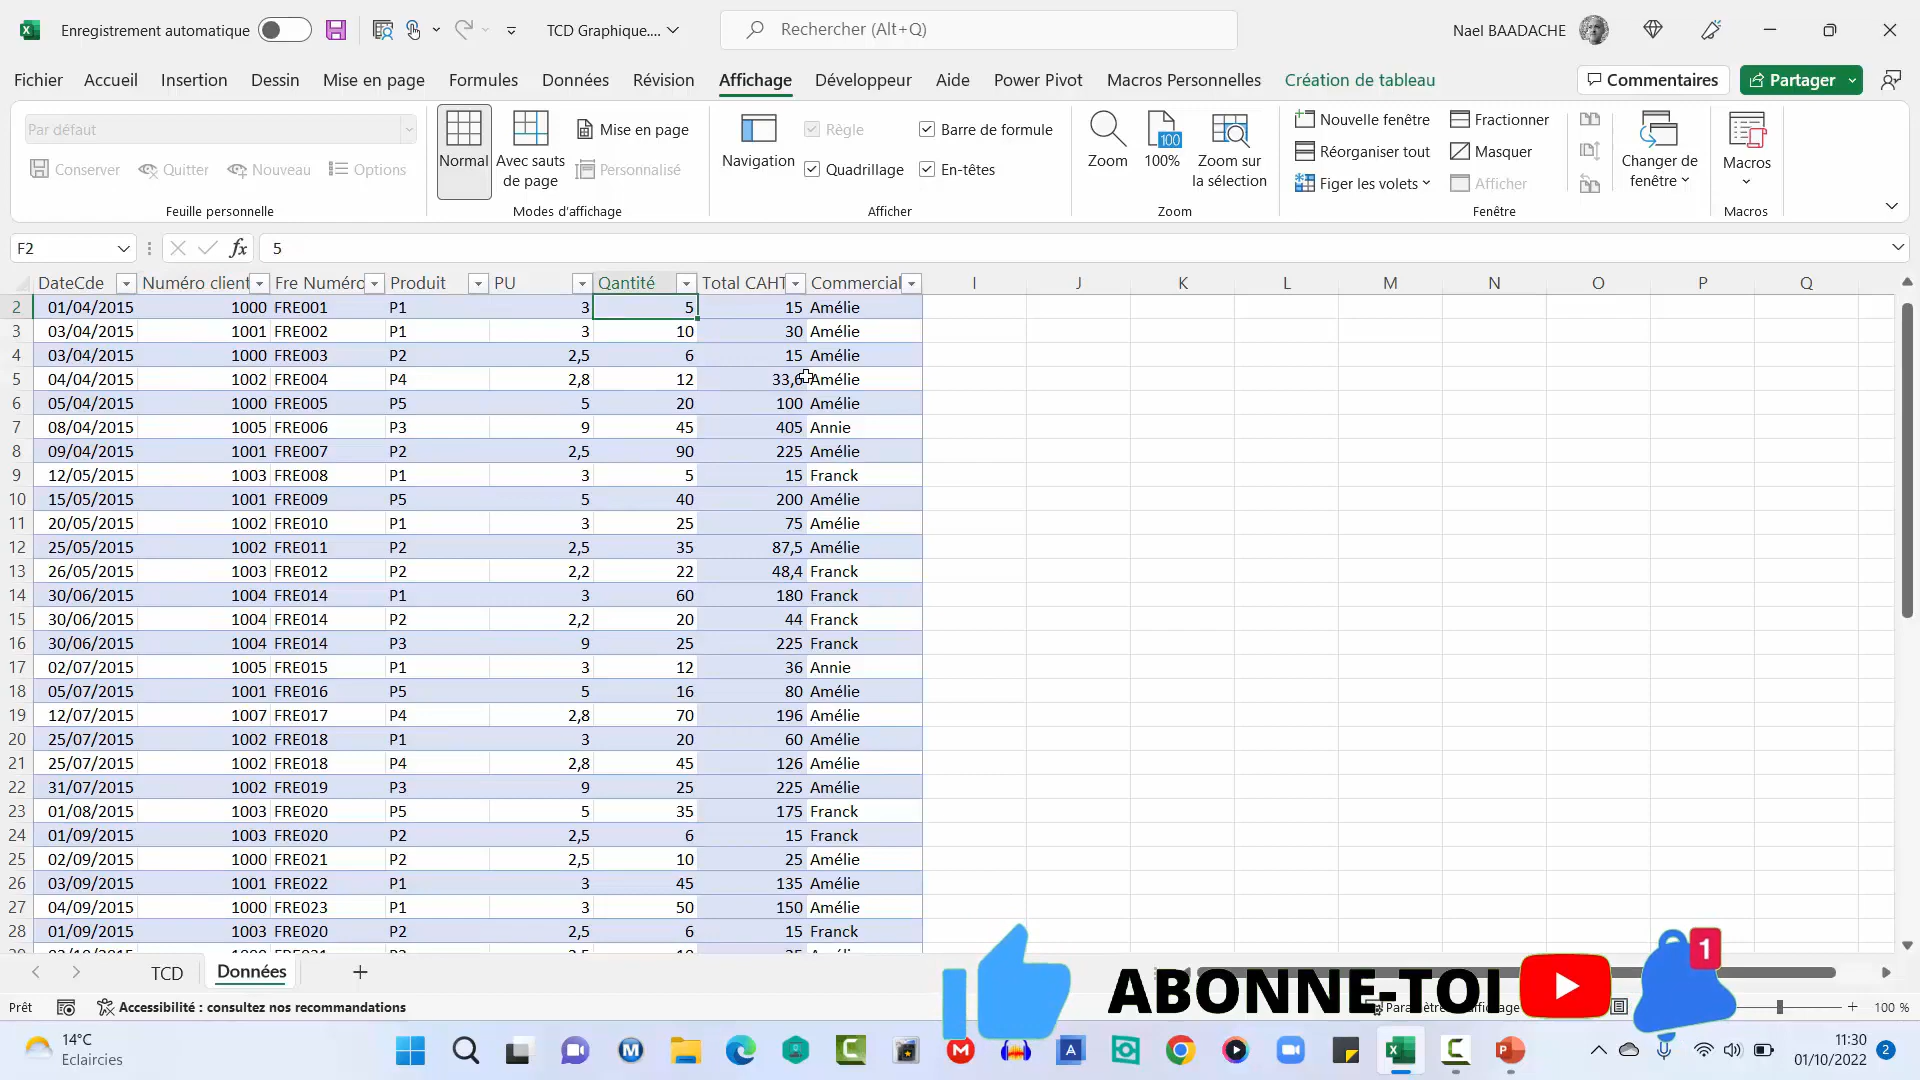 Enregistrement automatique TCD Graphique.... Rechercher (Alt+Q) Nael BAADACHE
Fichier Accueil Insertion Dessin Mise en page Formules Données Révision Affichage Développeur Aide Power Pivot Macros Personnelles Création de tableau Commentaires Partager
Par défaut
Conserver Quitter Nouveau Options
Feuille personnelle
Normal
Avec sauts
de page
Mise en page
Personnalisé
Modes d'affichage
Navigation
Règle
Barre de formule
Quadrillage
En-têtes
Afficher
Zoom
100
100%
Zoom sur
la sélection
Zoom
Nouvelle fenêtre
Réorganiser tout
Figer les volets
Fractionner
Masquer
Afficher
Changer de
fenêtre
Fenêtre
Macros
Macros
F2 fx 5
DateCde Numéro client Fre Numéro Produit PU Qantité Total CAHT Commercial I J K L M N O P Q
2 01/04/2015 1000 FRE001 P1 3 5 15 Amélie
3 03/04/2015 1001 FRE002 P1 3 10 30 Amélie
4 03/04/2015 1000 FRE003 P2 2,5 6 15 Amélie
5 04/04/2015 1002 FRE004 P4 2,8 12 33,6 Amélie
6 05/04/2015 1000 FRE005 P5 5 20 100 Amélie
7 08/04/2015 1005 FRE006 P3 9 45 405 Annie
8 09/04/2015 1001 FRE007 P2 2,5 90 225 Amélie
9 12/05/2015 1003 FRE008 P1 3 5 15 Franck
10 15/05/2015 1001 FRE009 P5 5 40 200 Amélie
11 20/05/2015 1002 FRE010 P1 3 25 75 Amélie
12 25/05/2015 1002 FRE011 P2 2,5 35 87,5 Amélie
13 26/05/2015 1003 FRE012 P2 2,2 22 48,4 Franck
14 30/06/2015 1004 FRE014 P1 3 60 180 Franck
15 30/06/2015 1004 FRE014 P2 2,2 20 44 Franck
16 30/06/2015 1004 FRE014 P3 9 25 225 Franck
17 02/07/2015 1005 FRE015 P1 3 12 36 Annie
18 05/07/2015 1001 FRE016 P5 5 16 80 Amélie
19 12/07/2015 1007 FRE017 P4 2,8 70 196 Amélie
20 25/07/2015 1002 FRE018 P1 3 20 60 Amélie
21 25/07/2015 1002 FRE018 P4 2,8 45 126 Amélie
22 31/07/2015 1002 FRE019 P3 9 25 225 Amélie
23 01/08/2015 1003 FRE020 P5 5 35 175 Franck
24 01/09/2015 1003 FRE020 P2 2,5 6 15 Franck
25 02/09/2015 1000 FRE021 P2 2,5 10 25 Amélie
26 03/09/2015 1001 FRE022 P1 3 45 135 Amélie
27 04/09/2015 1000 FRE023 P1 3 50 150 Amélie
28 01/09/2015 1003 FRE020 P2 2,5 6 15 Franck
TCD Données
ABONNE-TOI 1
Prêt Accessibilité : consultez nos recommandations 100 %
14°C
Eclaircies
11:30
01/10/2022
2